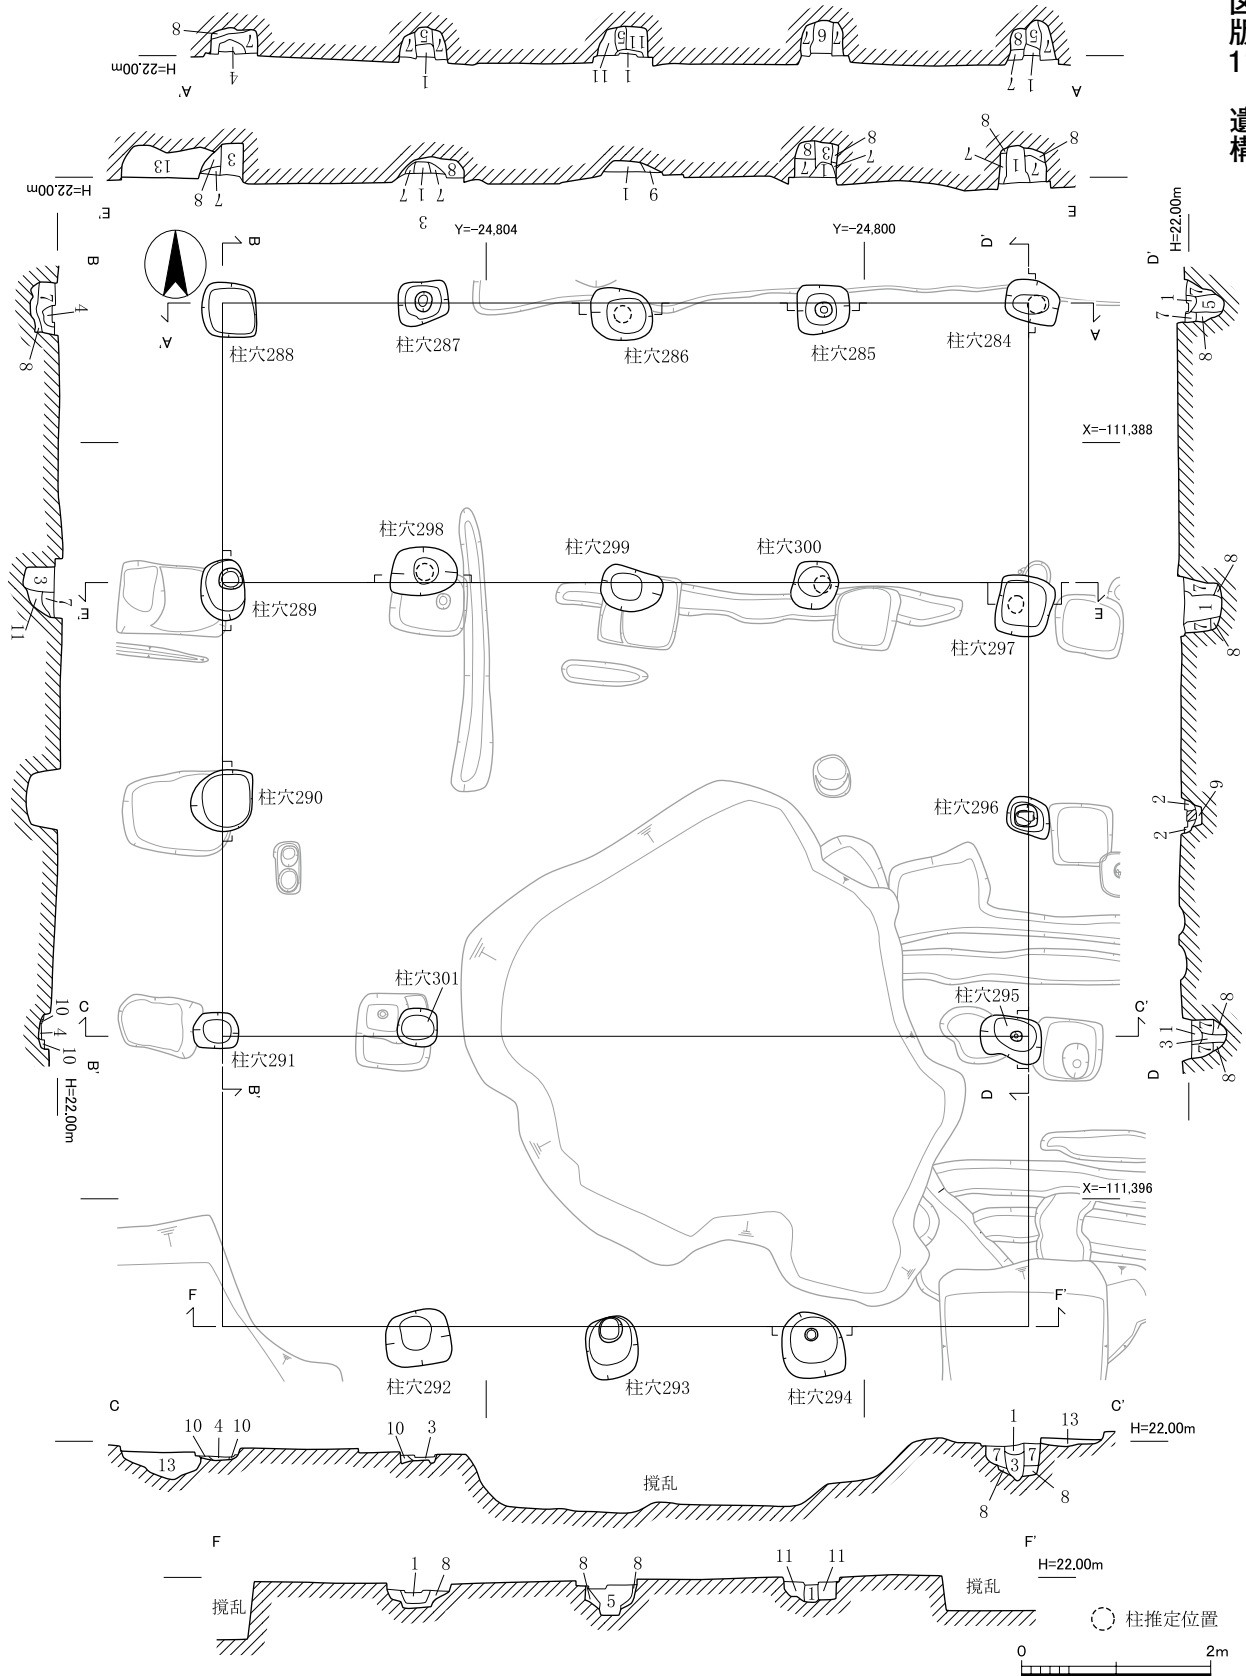 図版1 遺構
8 7 4 7 5 7 1 5 11 11 1 7 6 7 8 5 7 7 1
H=22.00m
A' A
13 8 7 3 7 1 7 8 3 1 9 8 3 7 1 8 7 7 8 1 7 8
H=22.00m
E' E
Y=-24,804
Y=-24,800
B B D' D'
H=22.00m
7 4 8
1 7 7 5 8
A' A
柱穴288
柱穴287
柱穴286
柱穴285
柱穴284
X=-111,388
柱穴298
柱穴299
柱穴300
3 7 11
E' E
柱穴289
柱穴297
7 8 1 7 8
柱穴290
柱穴296
2 9 2
柱穴301
柱穴295
C C'
10 4 10
柱穴291
8 7 1 3 7 8
B' B' D D
H=22.00m
X=-111,396
F F'
柱穴292
柱穴293
柱穴294
C C'
10 4 10 10 3 1 13
H=22.00m
13 撹乱 7 3 7
8 8
F F'
1 8 8 8 11 11
H=22.00m
撹乱 5 1 撹乱
柱推定位置
0 2m